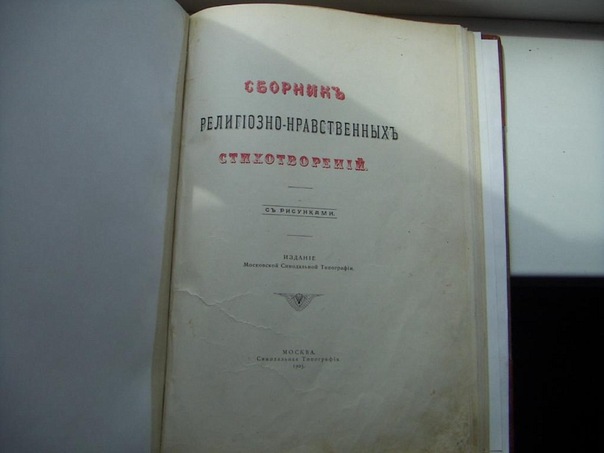 СБОРНИКЪ
РЕЛИГІОЗНО-НРАВСТВЕННЫХЪ
СТИХОТВОРЕНІЙ.
СЪ РИСУНКАМИ.
ИЗДАНІЕ
Московской Синодальной Типографіи.
МОСКВА.
Синодальная Типографія